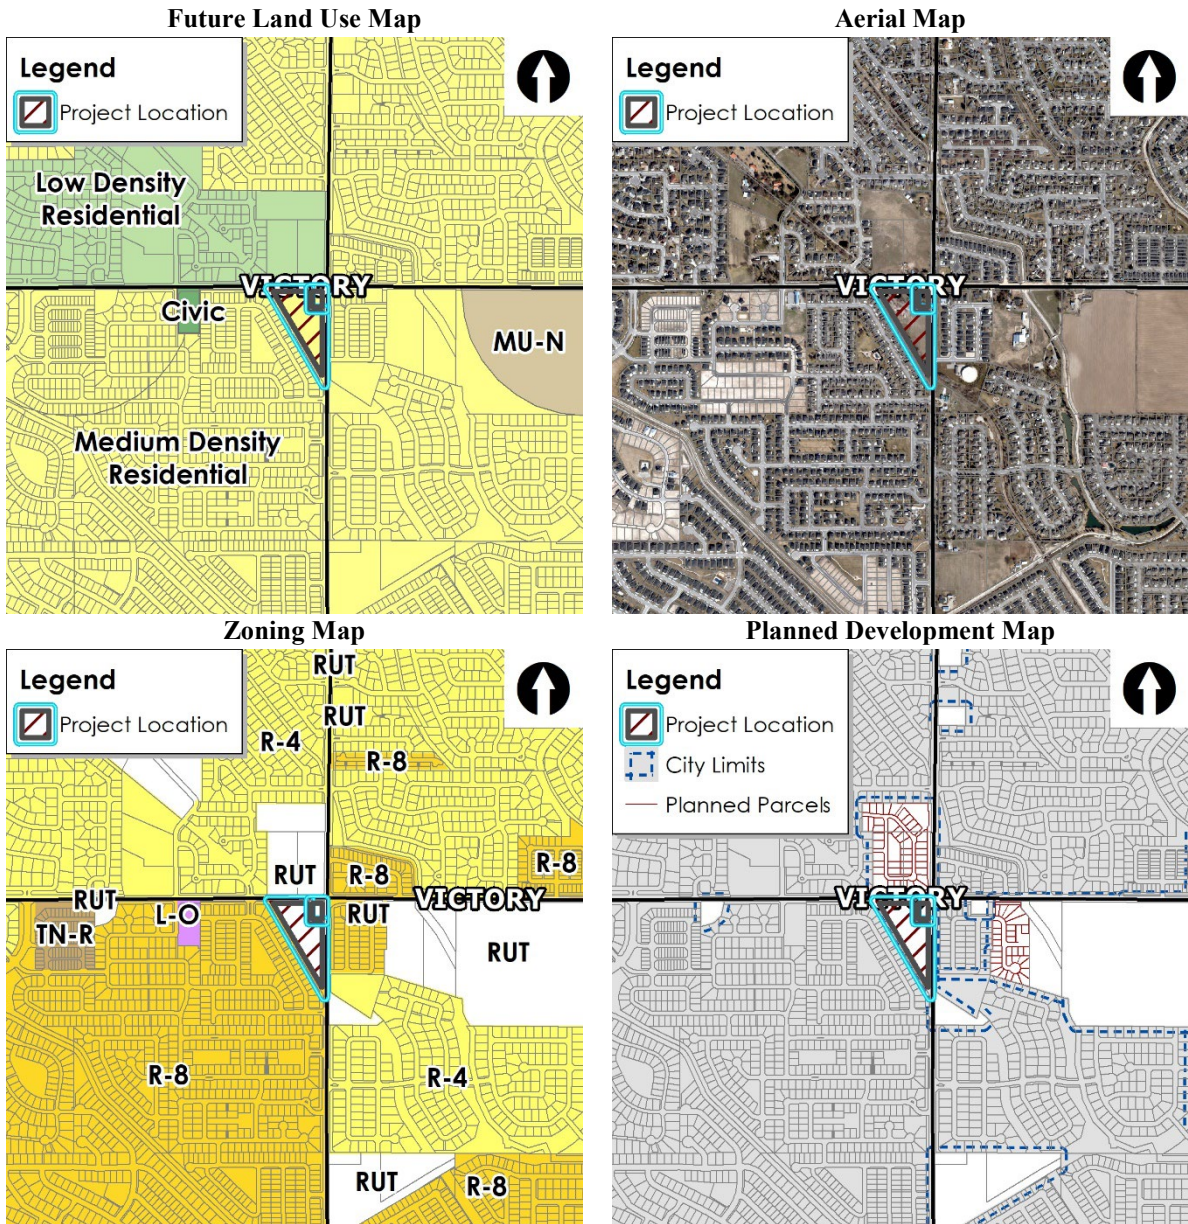 Future Land Use Map
Legend
Project Location
Low Density
Residential
VICTORY
Civic
MU-N
Medium Density
Residential
Aerial Map
Legend
Project Location
VICTORY
Zoning Map
Legend
Project Location
RUT
RUT
R-4
R-8
R-8
RUT
R-8
VICTORY
RUT
L-O
RUT
TN-R
RUT
R-8
R-4
RUT
R-8
Planned Development Map
Legend
Project Location
City Limits
Planned Parcels
VICTORY